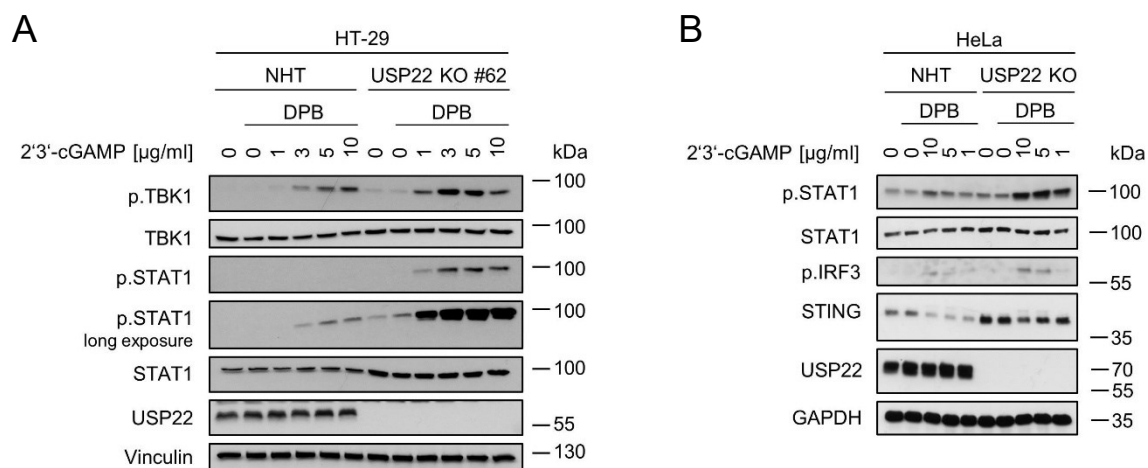 A
HT-29
NHT USP22 KO #62
DPB DPB
2'3'-cGAMP [µg/ml] 0 0 1 3 5 10 0 0 1 3 5 10 kDa
p.TBK1 100
TBK1 100
p.STAT1 100
p.STAT1 100
long exposure
STAT1 100
USP22 55
Vinculin 130
B
HeLa
NHT USP22 KO
DPB DPB
2'3'-cGAMP [µg/ml] 0 0 10 5 1 0 0 10 5 1 kDa
p.STAT1 100
STAT1 100
p.IRF3 55
STING 35
USP22 70
55
GAPDH 35